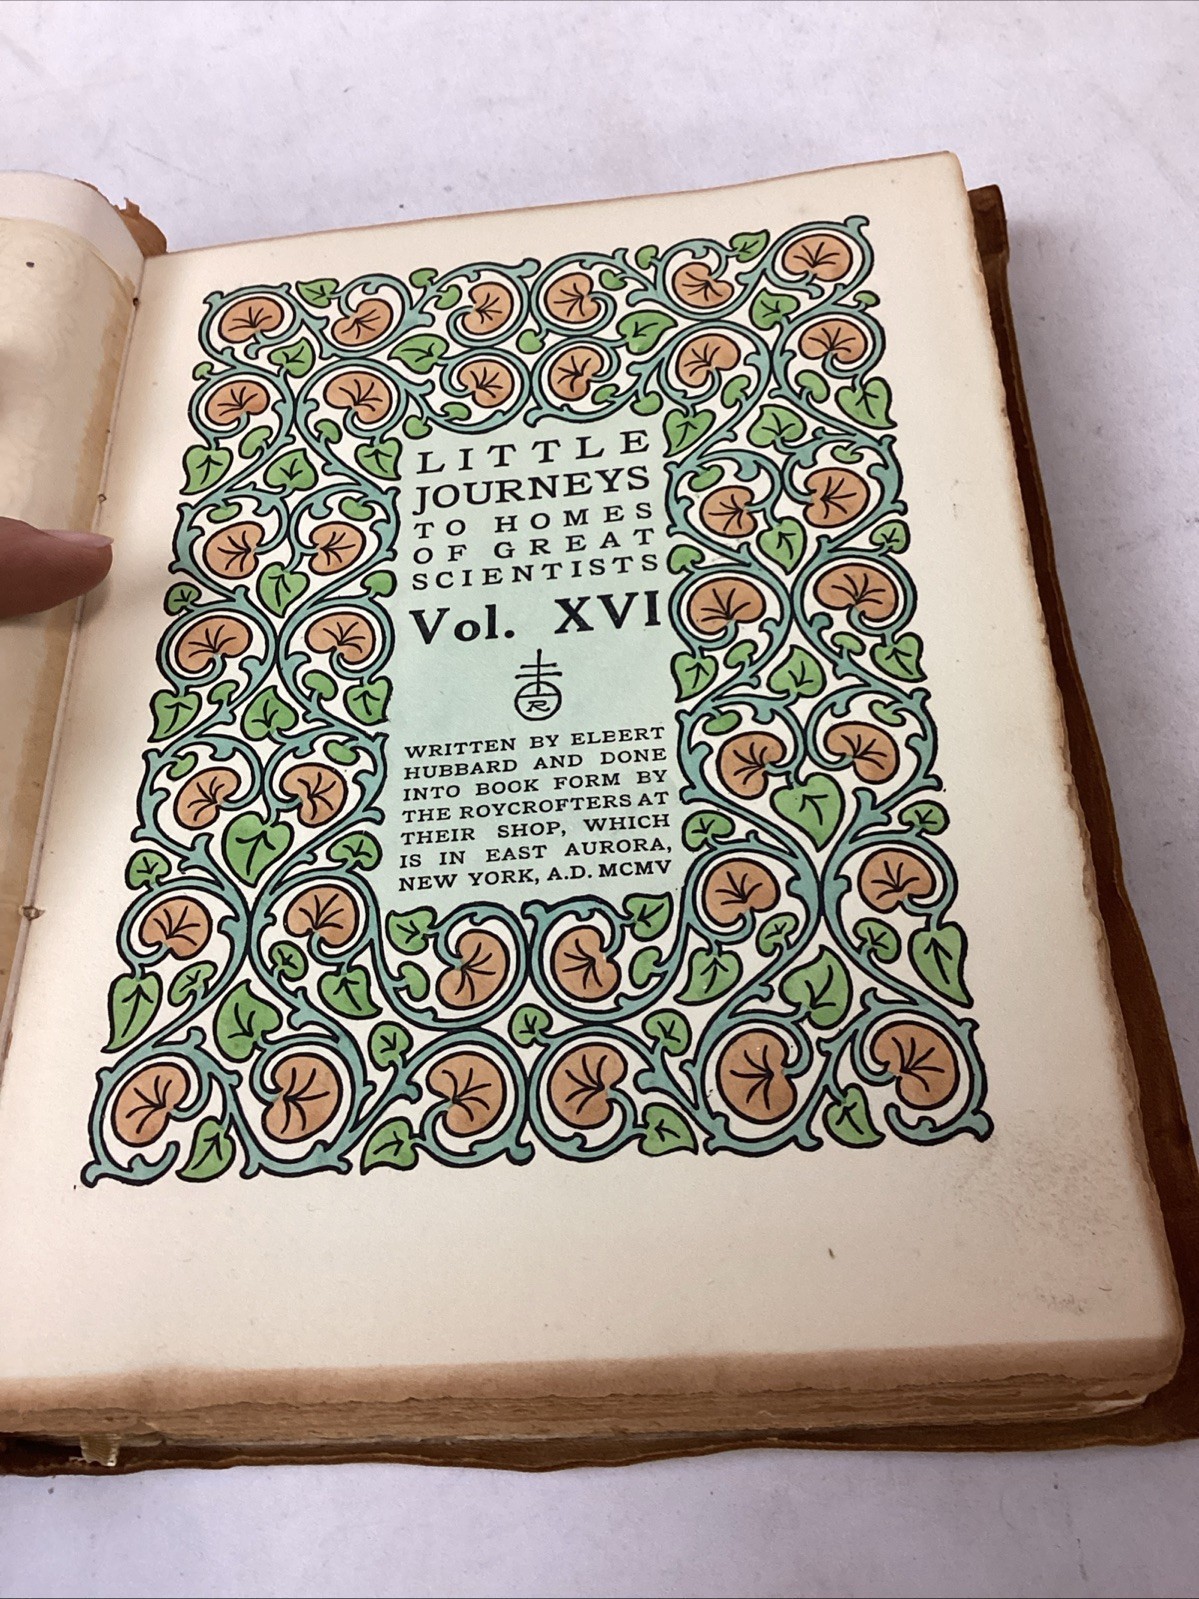 LITTLE
JOURNEYS
TO HOMES
OF GREAT
SCIENTISTS
Vol. XVI
R
WRITTEN BY ELBERT
HUBBARD AND DONE
INTO BOOK FORM BY
THE ROYCROFTERS AT
THEIR SHOP, WHICH
IS IN EAST AURORA,
NEW YORK, A.D. MCMV